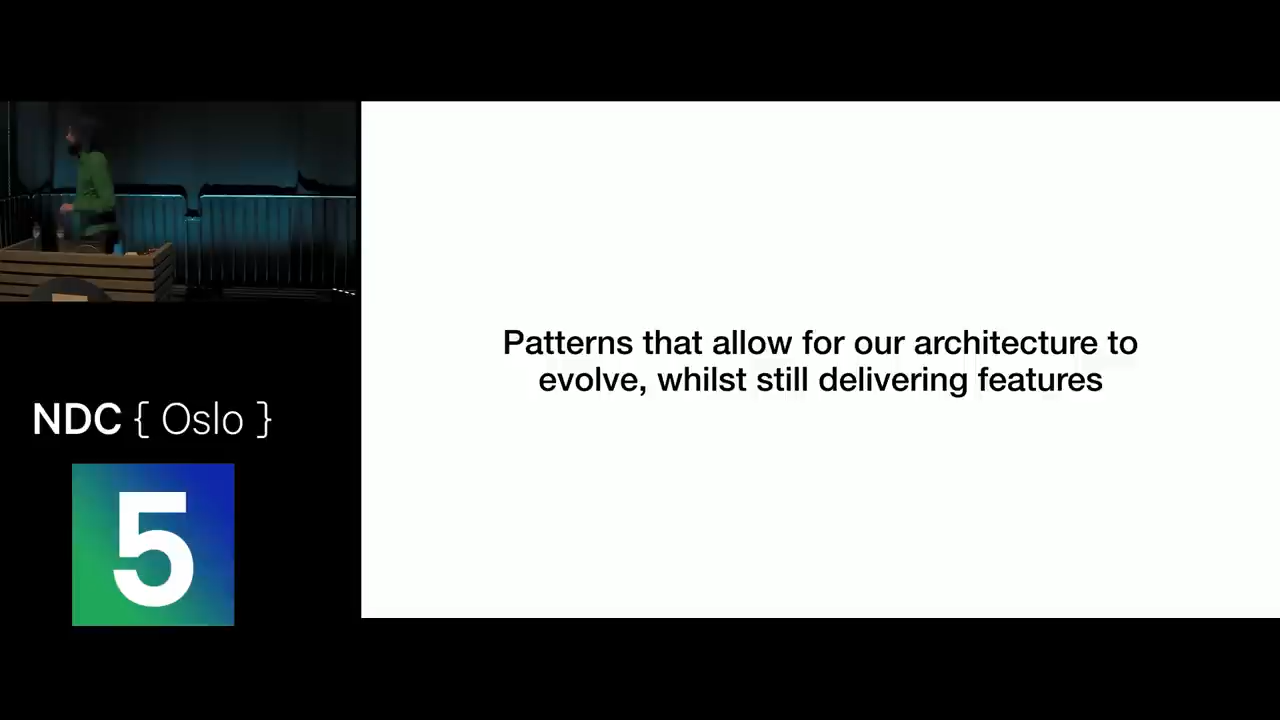 Patterns that allow for our architecture to
evolve, whilst still delivering features
NDC { Oslo }
5